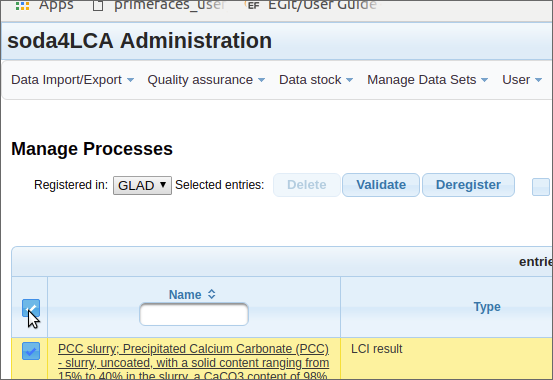 Apps primeraces_user EGit/User Guide
soda4LCA Administration
Data Import/Export Quality assurance Data stock Manage Data Sets User
Manage Processes
Registered in: GLAD Selected entries: Delete Validate Deregister
Name Type
PCC slurry; Precipitated Calcium Carbonate (PCC) LCI result
- slurry, uncoated, with a solid content ranging from
15% to 40% in the slurry, a CaCO3 content of 98%